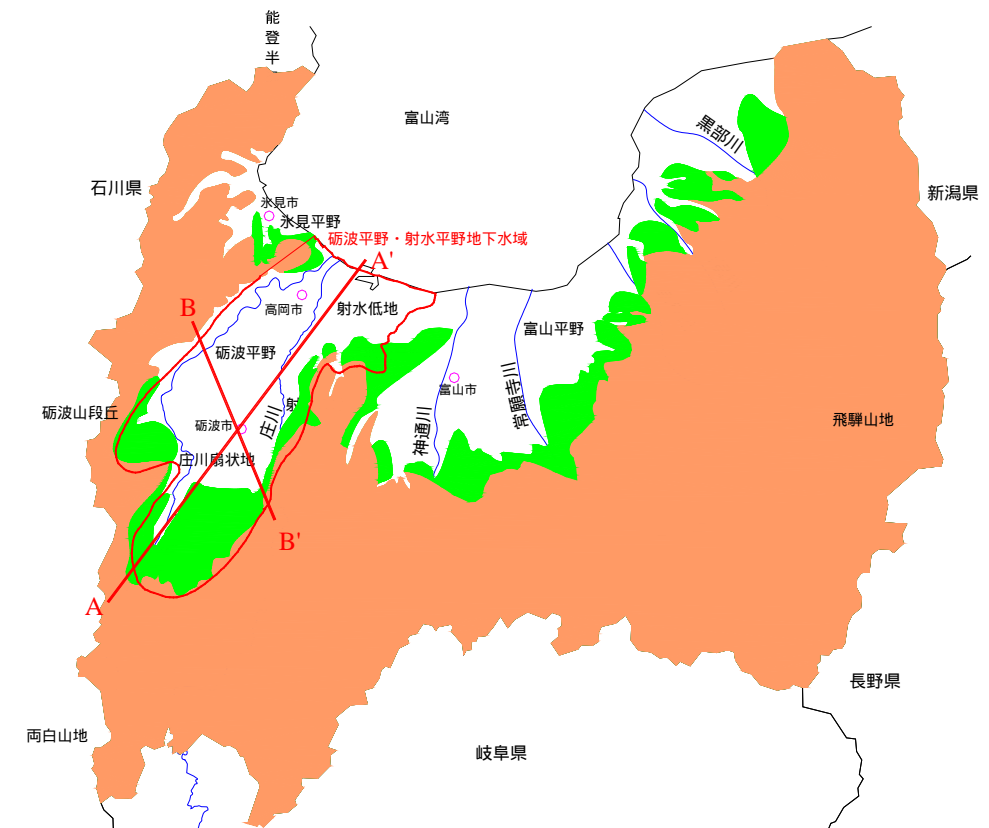 能
登
半
富山湾
黒部川
石川県
新潟県
氷見市
氷見平野
砺波平野・射水平野地下水域
A'
B
高岡市
射水低地
砺波平野
富山平野
富山市
常願寺川
砺波山段丘
砺波市
庄川
射
神通川
飛騨山地
庄川扇状地
B'
A
長野県
両白山地
岐阜県